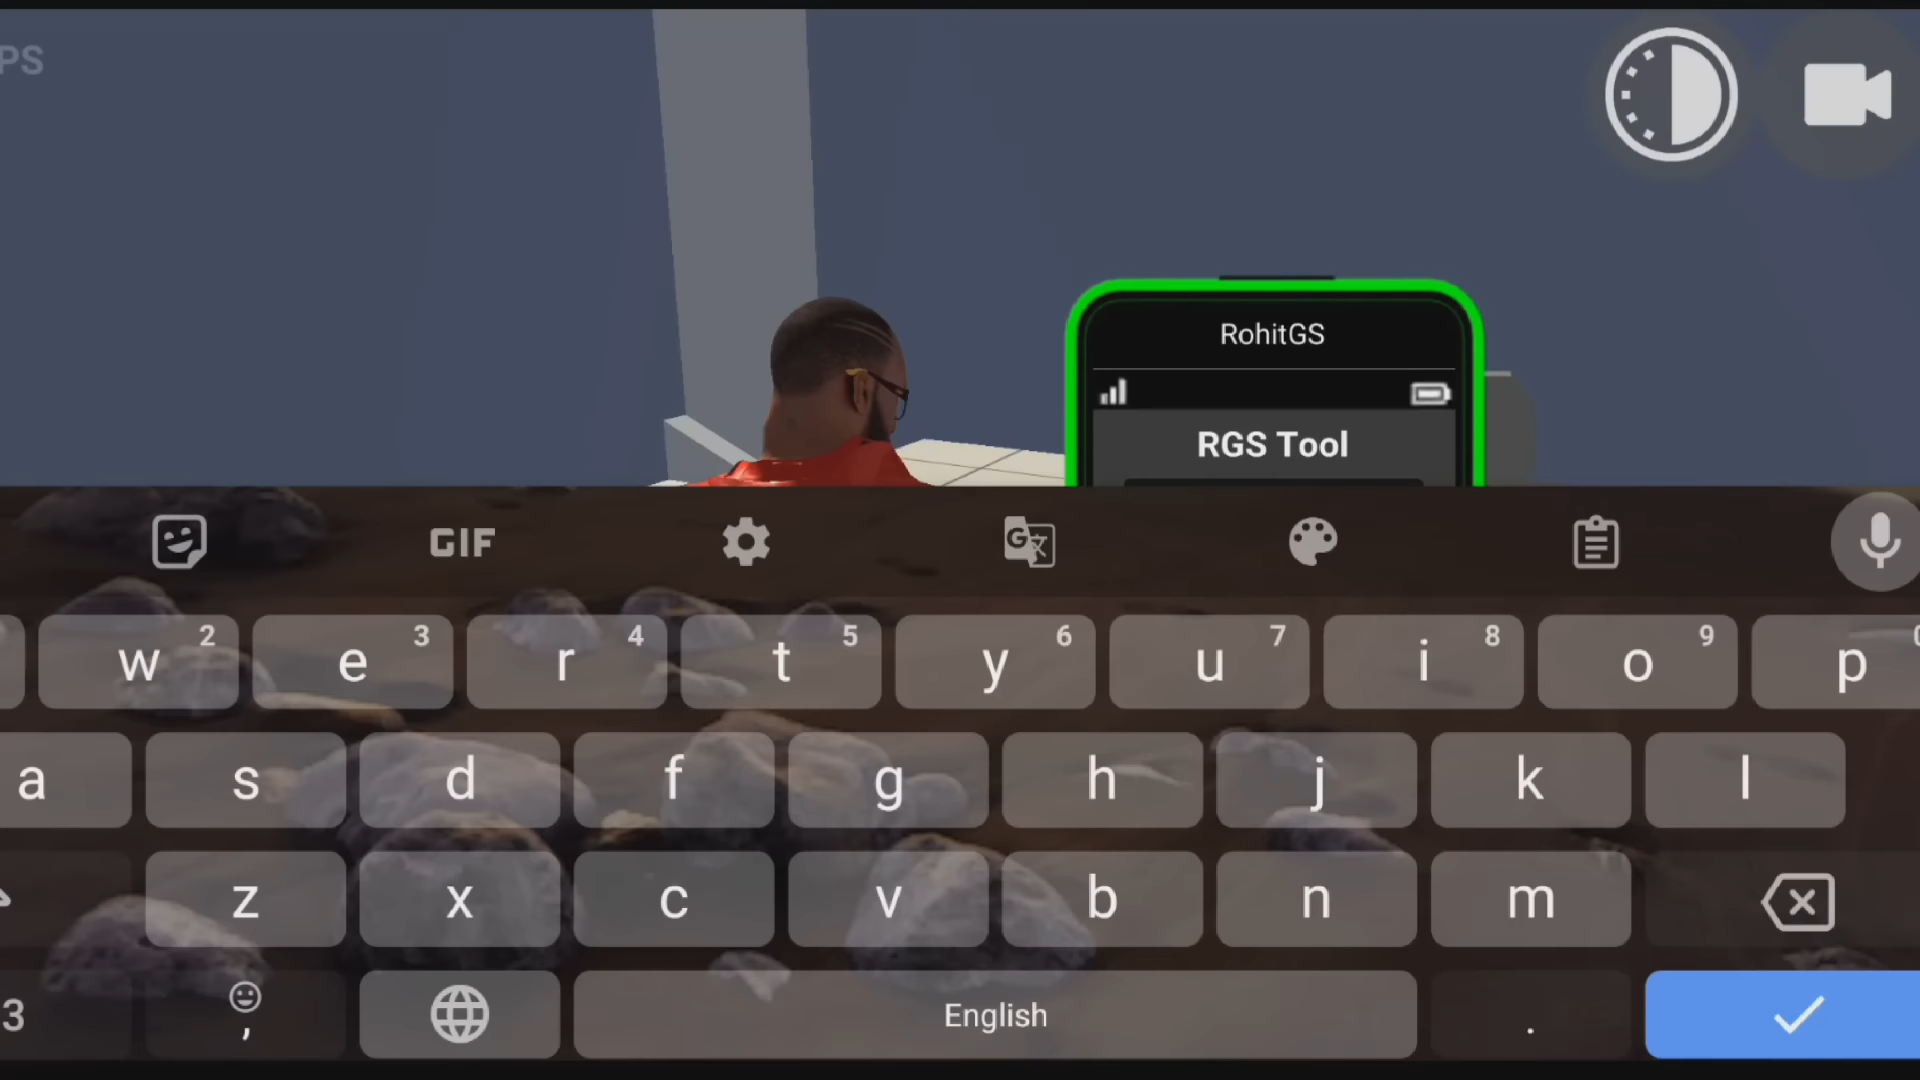 PS
RohitGS
RGS Tool
GIF
G
w 2 e 3 r 4 t 5 y 6 u 7 i 8 o 9 p
a s d f g h j k l
z x c v b n m
3 , English .